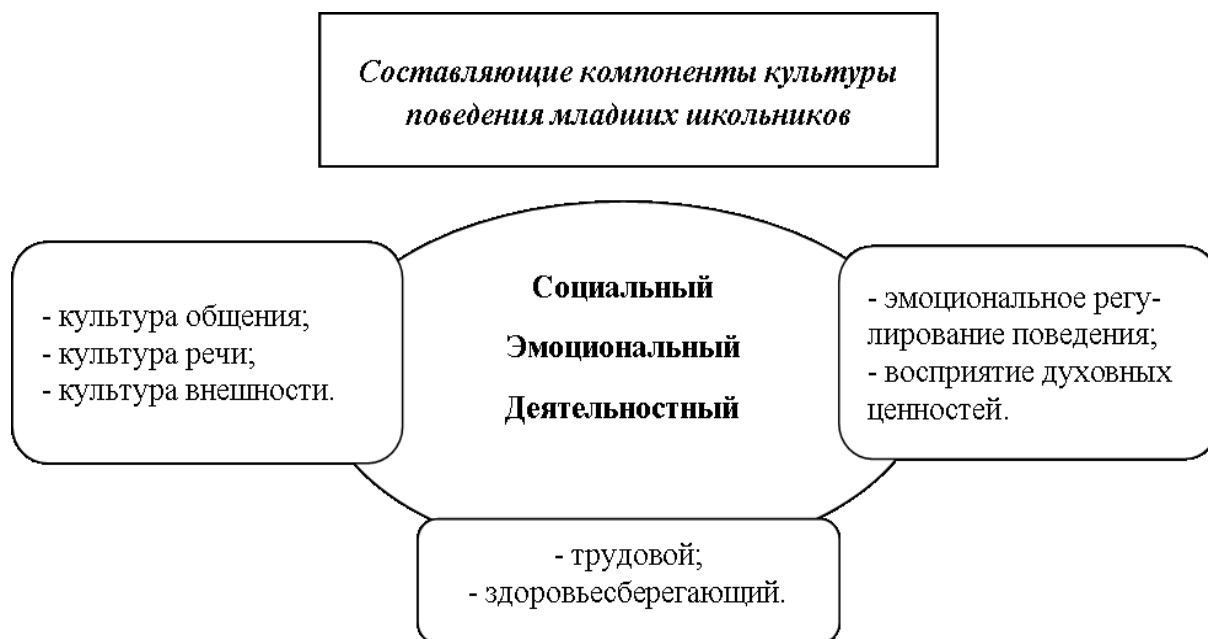 Составляющие компоненты культуры
поведения младших школьников
- культура общения;
- культура речи;
- культура внешности.
Социальный
Эмоциональный
Деятельностный
- эмоциональное регу-
лирование поведения;
- восприятие духовных
ценностей.
- трудовой;
- здоровьесберегающий.